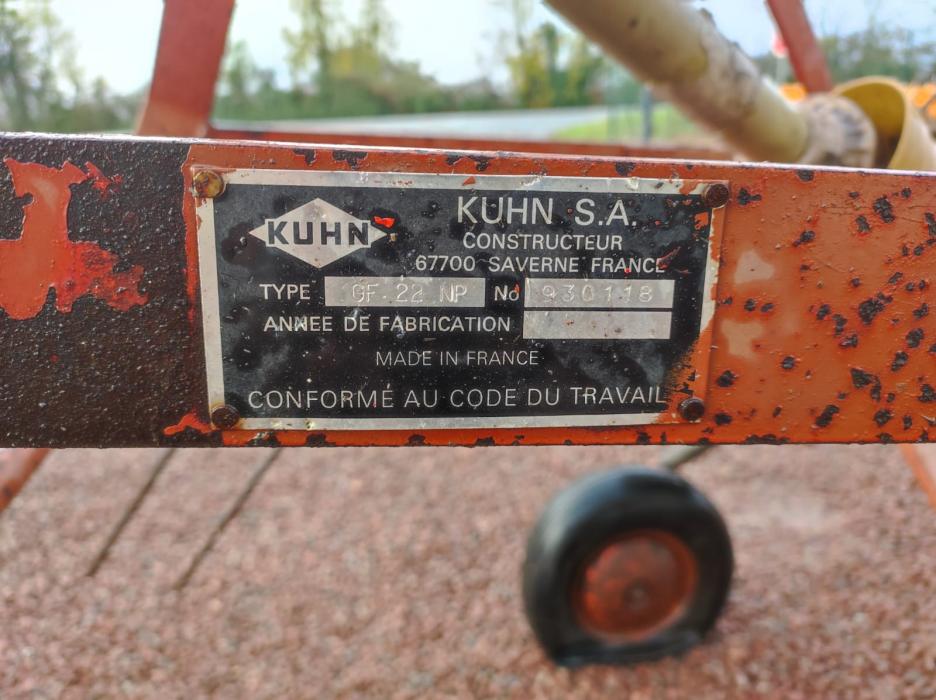 KUHN
KUHN S.A.
CONSTRUCTEUR
67700 SAVERNE FRANCE
TYPE GF 22 NP No 930118
ANNEE DE FABRICATION
MADE IN FRANCE
CONFORMÉ AU CODE DU TRAVAIL